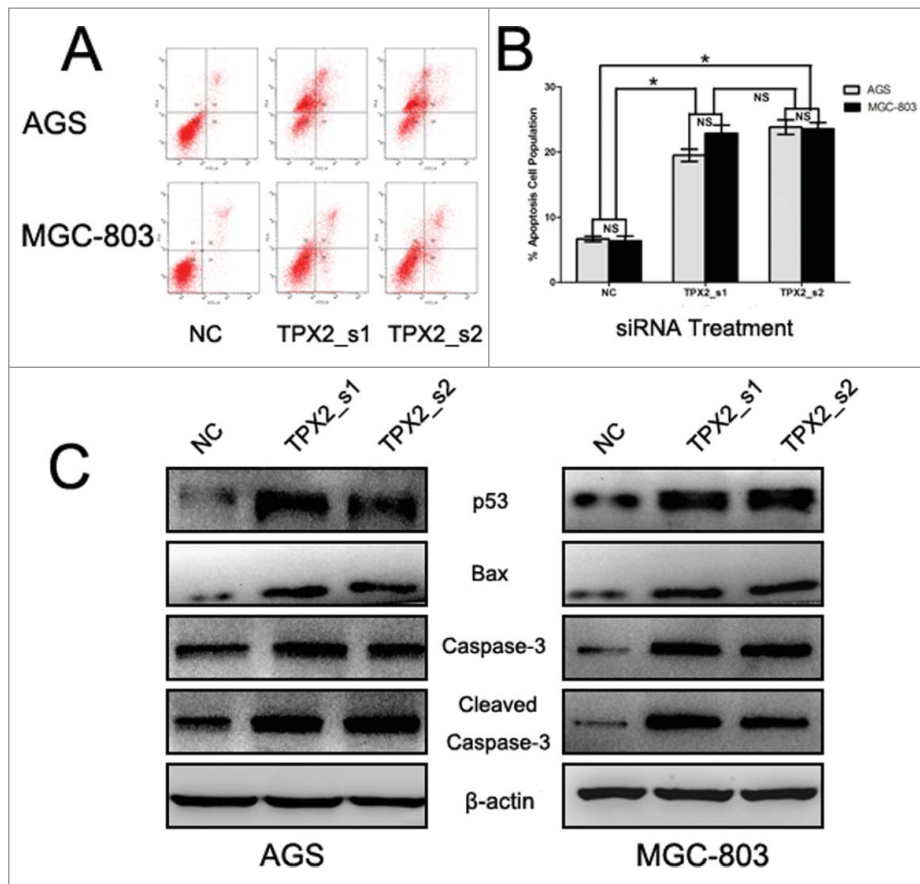 A
AGS
MGC-803
NC TPX2_s1 TPX2_s2
B
AGS
MGC-803
*
*
NS
NS
NS
NS
30
20
10
0
% Apoptosis Cell Population
NC TPX2_s1 TPX2_s2
siRNA Treatment
C
NC TPX2_s1 TPX2_s2
NC TPX2_s1 TPX2_s2
p53
Bax
Caspase-3
Cleaved
Caspase-3
β-actin
AGS MGC-803